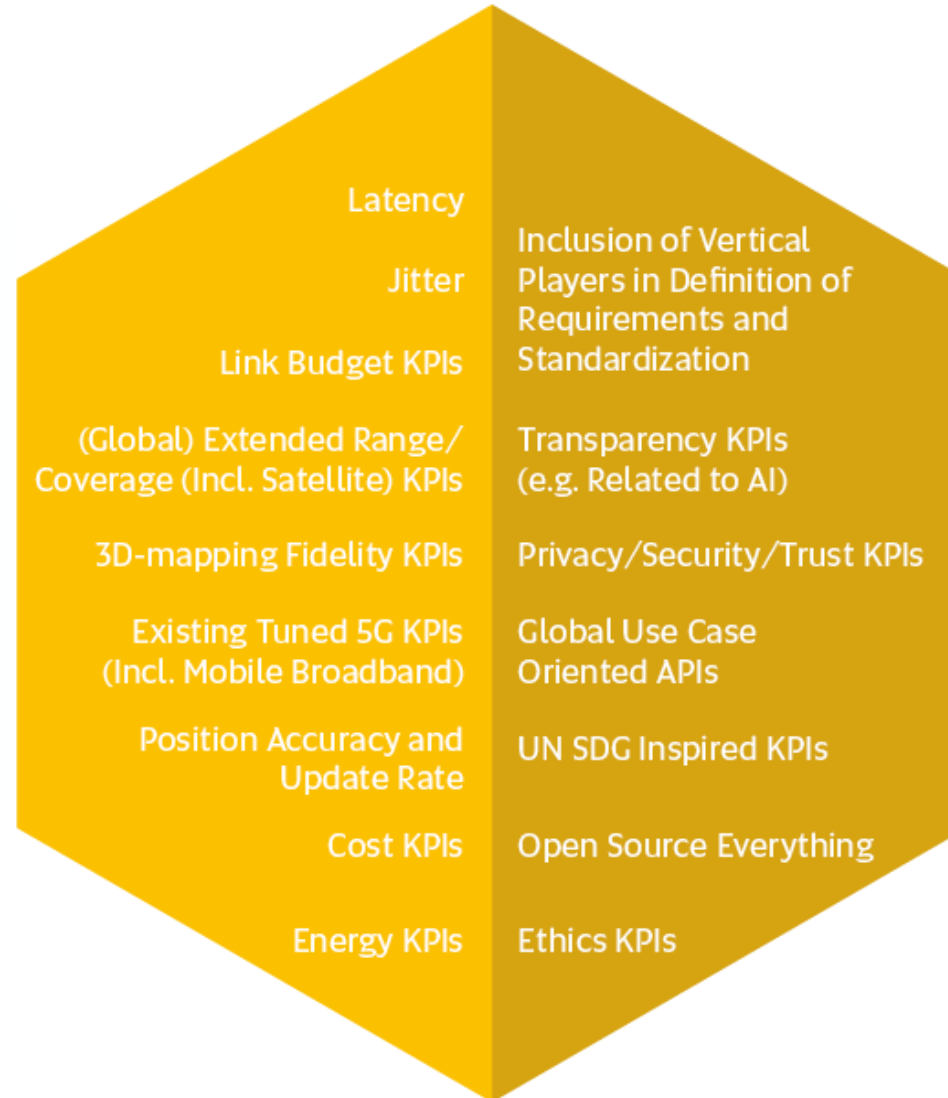 Latency
Jitter
Link Budget KPIs
(Global) Extended Range/
Coverage (Incl. Satellite) KPIs
3D-mapping Fidelity KPIs
Existing Tuned 5G KPIs
(Incl. Mobile Broadband)
Position Accuracy and
Update Rate
Cost KPIs
Energy KPIs
Inclusion of Vertical
Players in Definition of
Requirements and
Standardization
Transparency KPIs
(e.g. Related to AI)
Privacy/Security/Trust KPIs
Global Use Case
Oriented APIs
UN SDG Inspired KPIs
Open Source Everything
Ethics KPIs